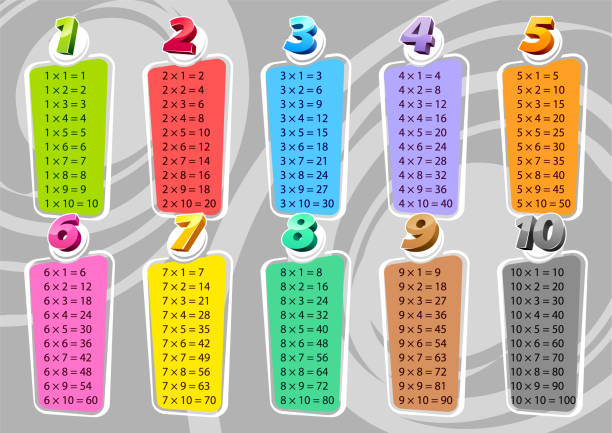 1
1 × 1 = 1
1 × 2 = 2
1 × 3 = 3
1 × 4 = 4
1 × 5 = 5
1 × 6 = 6
1 × 7 = 7
1 × 8 = 8
1 × 9 = 9
1 × 10 = 10
2
2 × 1 = 2
2 × 2 = 4
2 × 3 = 6
2 × 4 = 8
2 × 5 = 10
2 × 6 = 12
2 × 7 = 14
2 × 8 = 16
2 × 9 = 18
2 × 10 = 20
3
3 × 1 = 3
3 × 2 = 6
3 × 3 = 9
3 × 4 = 12
3 × 5 = 15
3 × 6 = 18
3 × 7 = 21
3 × 8 = 24
3 × 9 = 27
3 × 10 = 30
4
4 × 1 = 4
4 × 2 = 8
4 × 3 = 12
4 × 4 = 16
4 × 5 = 20
4 × 6 = 24
4 × 7 = 28
4 × 8 = 32
4 × 9 = 36
4 × 10 = 40
5
5 × 1 = 5
5 × 2 = 10
5 × 3 = 15
5 × 4 = 20
5 × 5 = 25
5 × 6 = 30
5 × 7 = 35
5 × 8 = 40
5 × 9 = 45
5 × 10 = 50
6
6 × 1 = 6
6 × 2 = 12
6 × 3 = 18
6 × 4 = 24
6 × 5 = 30
6 × 6 = 36
6 × 7 = 42
6 × 8 = 48
6 × 9 = 54
6 × 10 = 60
7
7 × 1 = 7
7 × 2 = 14
7 × 3 = 21
7 × 4 = 28
7 × 5 = 35
7 × 6 = 42
7 × 7 = 49
7 × 8 = 56
7 × 9 = 63
7 × 10 = 70
8
8 × 1 = 8
8 × 2 = 16
8 × 3 = 24
8 × 4 = 32
8 × 5 = 40
8 × 6 = 48
8 × 7 = 56
8 × 8 = 64
8 × 9 = 72
8 × 10 = 80
9
9 × 1 = 9
9 × 2 = 18
9 × 3 = 27
9 × 4 = 36
9 × 5 = 45
9 × 6 = 54
9 × 7 = 63
9 × 8 = 72
9 × 9 = 81
9 × 10 = 90
10
10 × 1 = 10
10 × 2 = 20
10 × 3 = 30
10 × 4 = 40
10 × 5 = 50
10 × 6 = 60
10 × 7 = 70
10 × 8 = 80
10 × 9 = 90
10 × 10 = 100